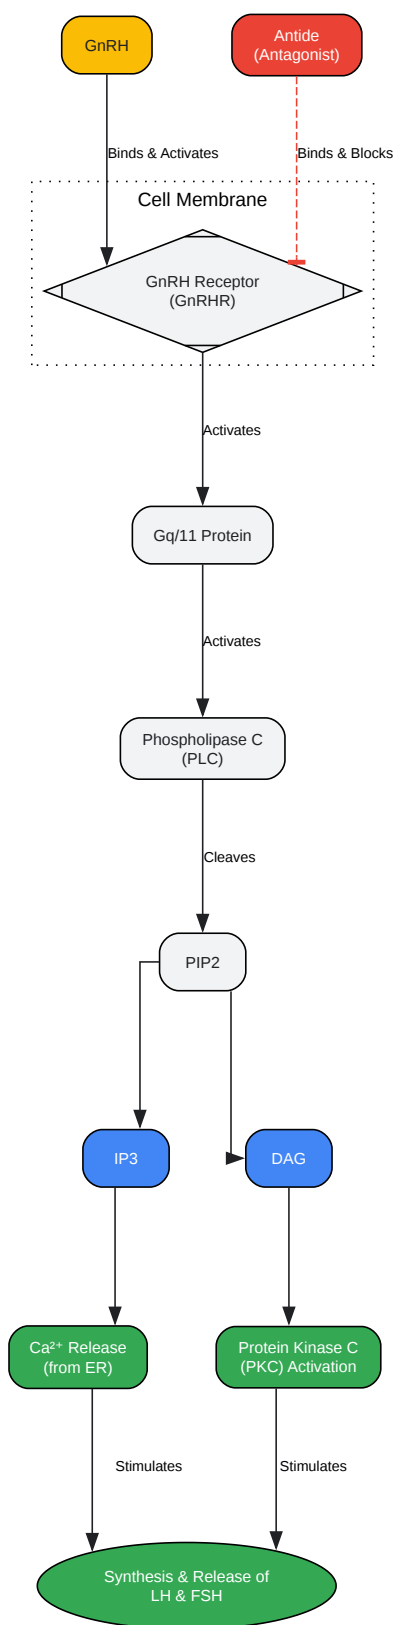 GnRH
Antide
(Antagonist)
Binds & Activates
Binds & Blocks
Cell Membrane
GnRH Receptor
(GnRHR)
Activates
Gq/11 Protein
Activates
Phospholipase C
(PLC)
Cleaves
PIP2
IP3
DAG
Ca²⁺ Release
(from ER)
Protein Kinase C
(PKC) Activation
Stimulates
Stimulates
Synthesis & Release of
LH & FSH